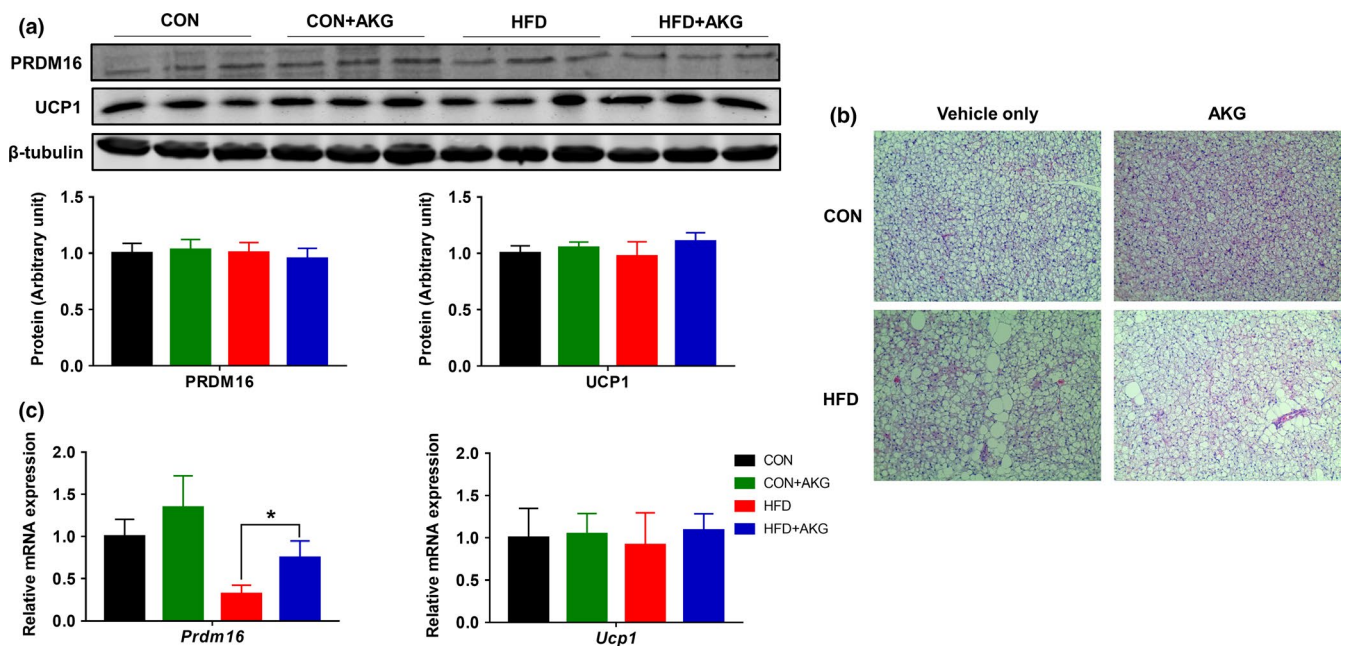 (a)
CON CON+AKG HFD HFD+AKG
PRDM16
UCP1
β-tubulin
Protein (Arbitrary unit)
1.5
1.0
0.5
0.0
PRDM16
Protein (Arbitrary unit)
1.5
1.0
0.5
0.0
UCP1
(b)
Vehicle only AKG
CON
HFD
(c)
Relative mRNA expression
2.0
1.5
1.0
0.5
0.0
*
Prdm16
Relative mRNA expression
2.0
1.5
1.0
0.5
0.0
Ucp1
CON
CON+AKG
HFD
HFD+AKG